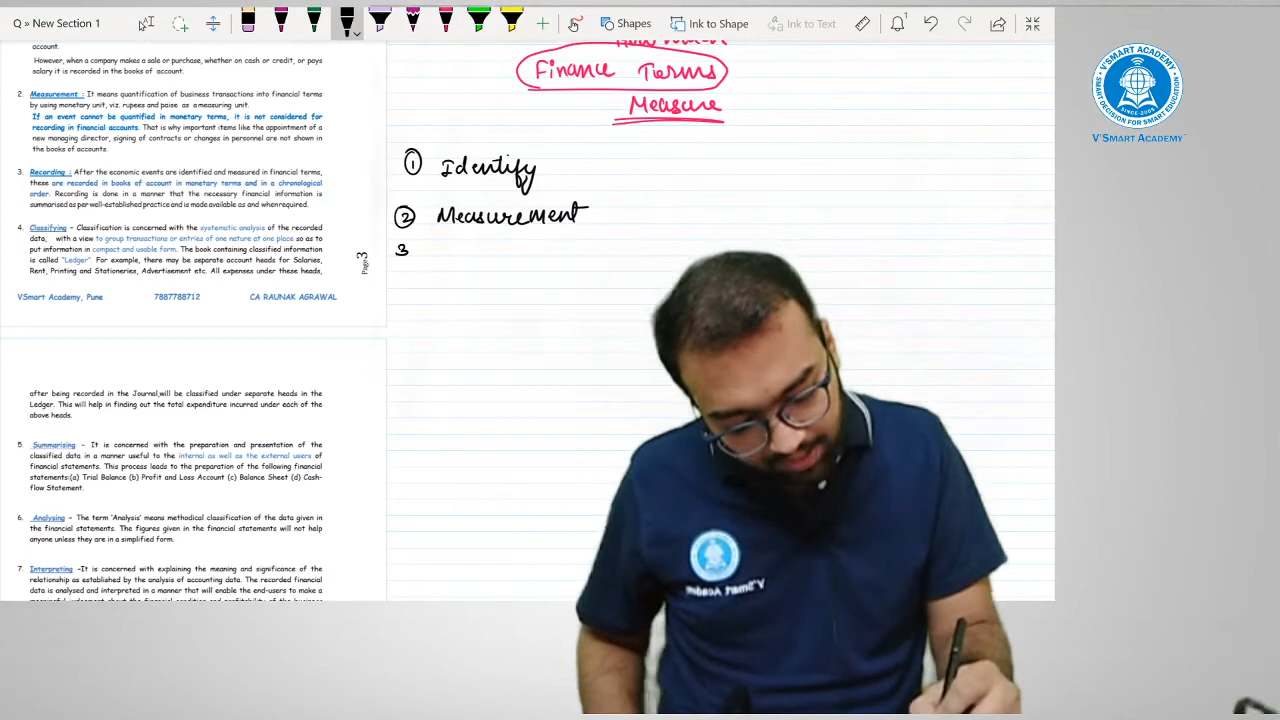 Section 1
Shapes
Ink to Shape
Ink to Text
account.
However, when a company makes a sale or purchase, whether on cash or credit, or pays
salary it is recorded in the books of account.
2. Measurement : It means quantification of business transactions into financial terms
by using monetary unit, viz. rupees and paise as a measuring unit.
If an event cannot be quantified in monetary terms, it is not considered for
recording in financial accounts. That is why important items like the appointment of a
new managing director, signing of contracts or changes in personnel are not shown in
the books of accounts.
3. Recording : After the economic events are identified and measured in financial terms,
these are recorded in books of account in monetary terms and in a chronological
order. Recording is done in a manner that the necessary financial information is
summarised as per well-established practice and is made available as and when required.
4. Classifying – Classification is concerned with the systematic analysis of the recorded
data, with a view to group transactions or entries of one nature at one place so as to
put information in compact and usable form. The book containing classified information
is called "Ledger". For example, there may be separate account heads for Salaries,
Rent, Printing and Stationeries, Advertisement etc. All expenses under these heads,
Page 3
VSmart Academy, Pune 7887788712 CA RAUNAK AGRAWAL
after being recorded in the Journal,will be classified under separate heads in the
Ledger. This will help in finding out the total expenditure incurred under each of the
above heads.
5. Summarising - It is concerned with the preparation and presentation of the
classified data in a manner useful to the internal as well as the external users of
financial statements. This process leads to the preparation of the following financial
statements:(a) Trial Balance (b) Profit and Loss Account (c) Balance Sheet (d) Cash-
flow Statement.
6. Analysing – The term 'Analysis' means methodical classification of the data given in
the financial statements. The figures given in the financial statements will not help
anyone unless they are in a simplified form.
7. Interpreting -It is concerned with explaining the meaning and significance of the
relationship as established by the analysis of accounting data. The recorded financial
data is analysed and interpreted in a manner that will enable the end-users to make a
Finance Terms
Measure
1 Identify
2 Measurement
3
V'SMART ACADEMY
SMART DECISION FOR SMART EDUCATION
SINCE-2006
V'SMART ACADEMY
V'Smart Academy